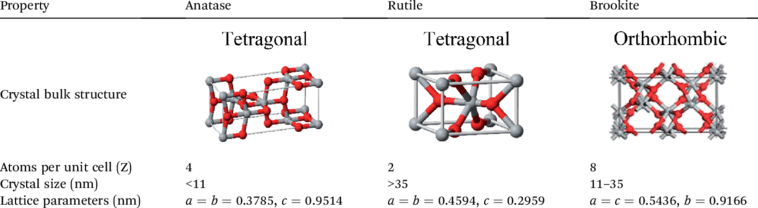 Property Anatase Rutile Brookite
Tetragonal Tetragonal Orthorhombic
Crystal bulk structure
Atoms per unit cell (Z) 4 2 8
Crystal size (nm) <11 >35 11–35
Lattice parameters (nm) a = b = 0.3785, c = 0.9514 a = b = 0.4594, c = 0.2959 a = c = 0.5436, b = 0.9166